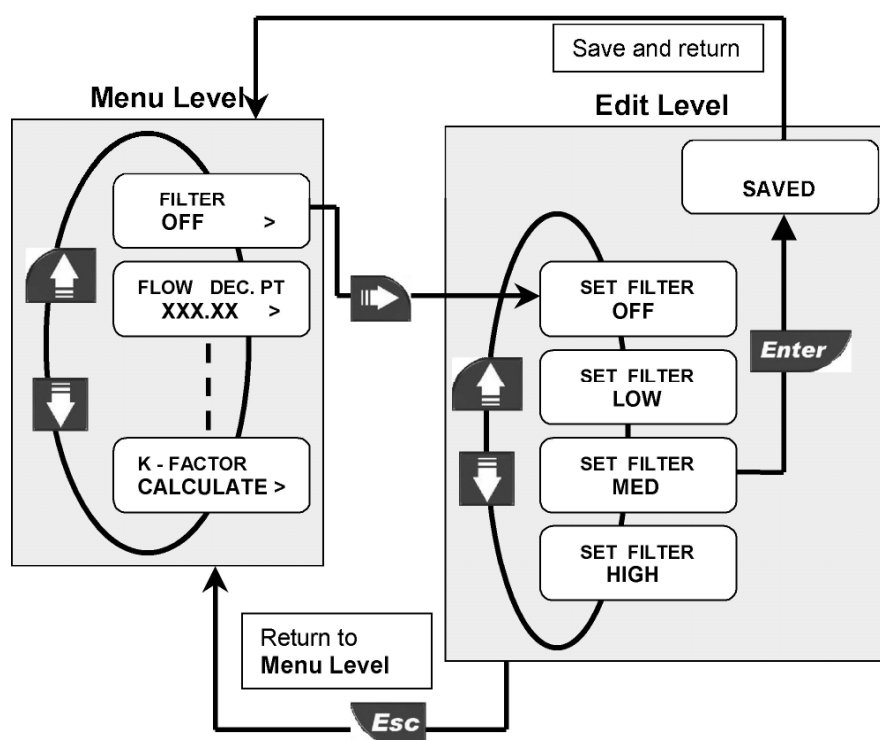 Save and return
Menu Level
Edit Level
FILTER
OFF >
FLOW DEC. PT
XXX.XX >
K - FACTOR
CALCULATE >
SAVED
SET FILTER
OFF
SET FILTER
LOW
Enter
SET FILTER
MED
SET FILTER
HIGH
Return to
Menu Level
Esc